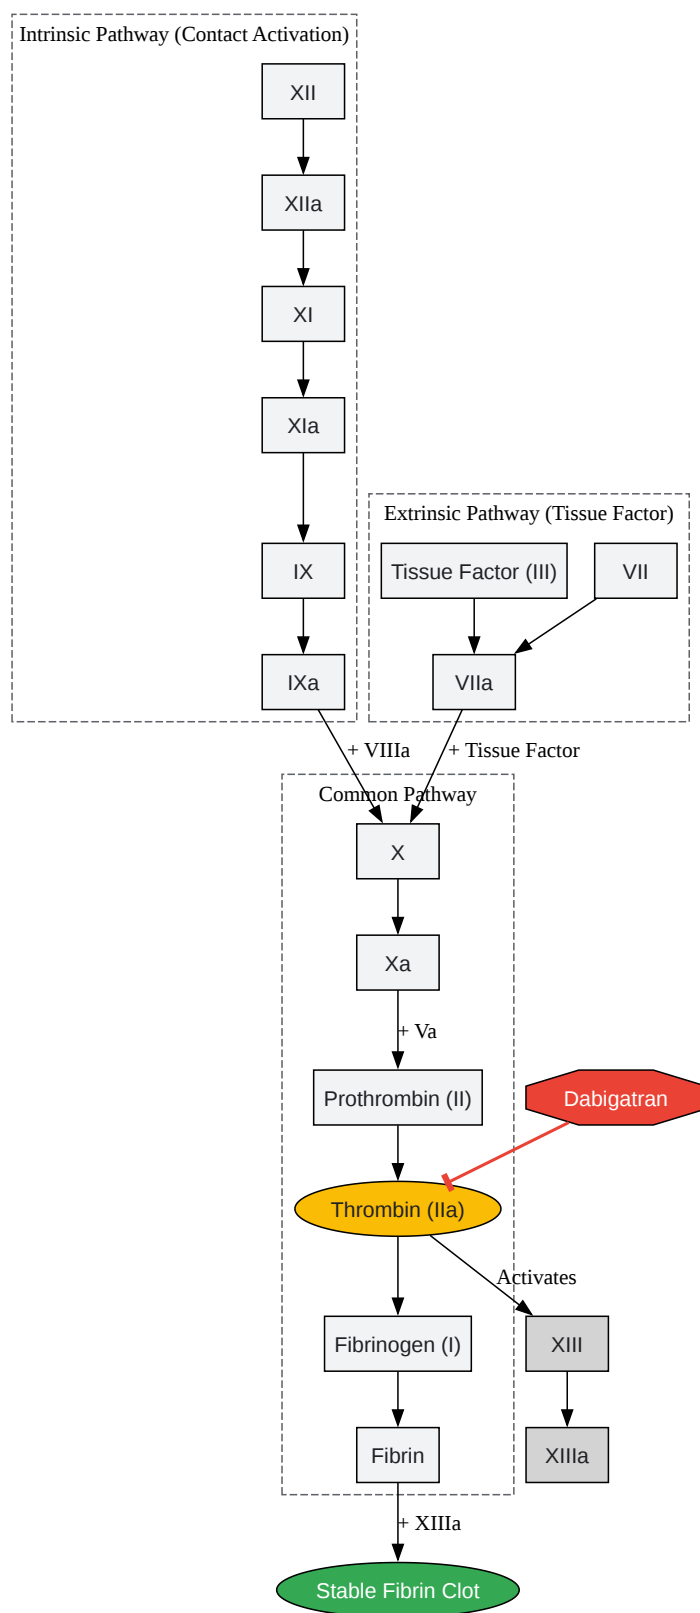 Intrinsic Pathway (Contact Activation)
XII
XIIa
XI
XIa
Extrinsic Pathway (Tissue Factor)
IX
Tissue Factor (III)
VII
IXa
VIIa
+ VIIIa
+ Tissue Factor
Common Pathway
X
Xa
+ Va
Prothrombin (II)
Dabigatran
Thrombin (IIa)
Activates
Fibrinogen (I)
XIII
Fibrin
XIIIa
+ XIIIa
Stable Fibrin Clot